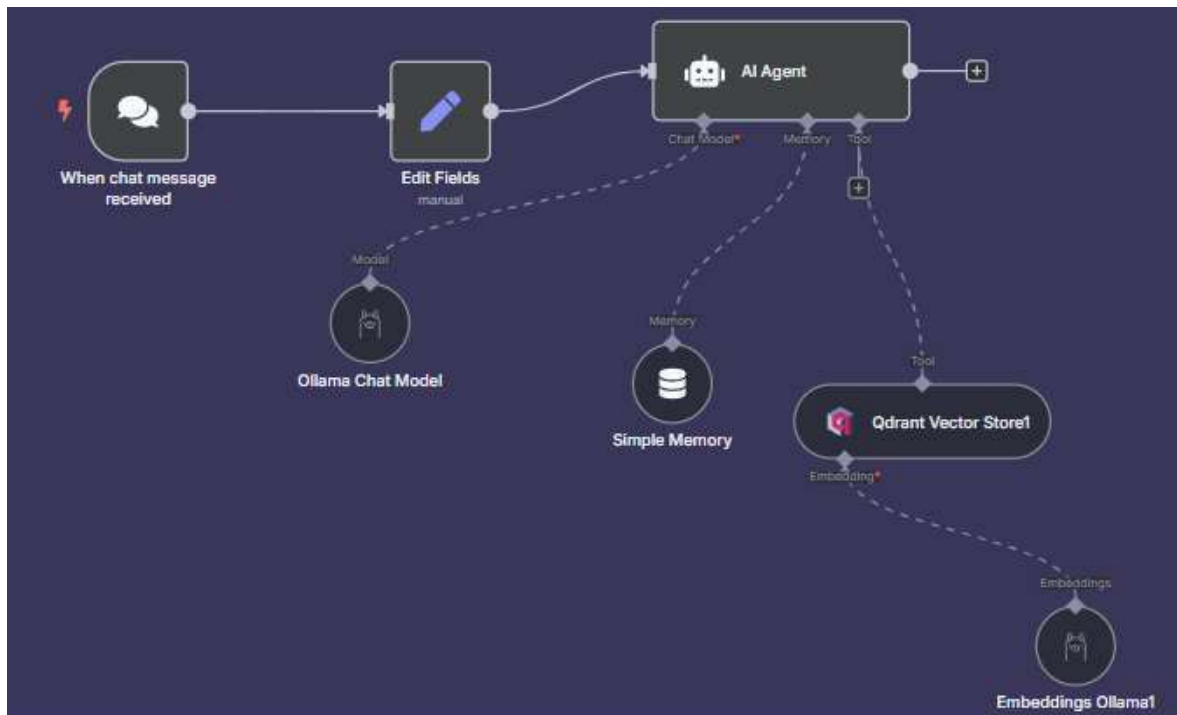 AI Agent
Chat Model*
Memory
Tool
When chat message
received
Edit Fields
manual
Model
Ollama Chat Model
Memory
Simple Memory
Tool
Qdrant Vector Store1
Embedding*
Embeddings
Embeddings Ollama1